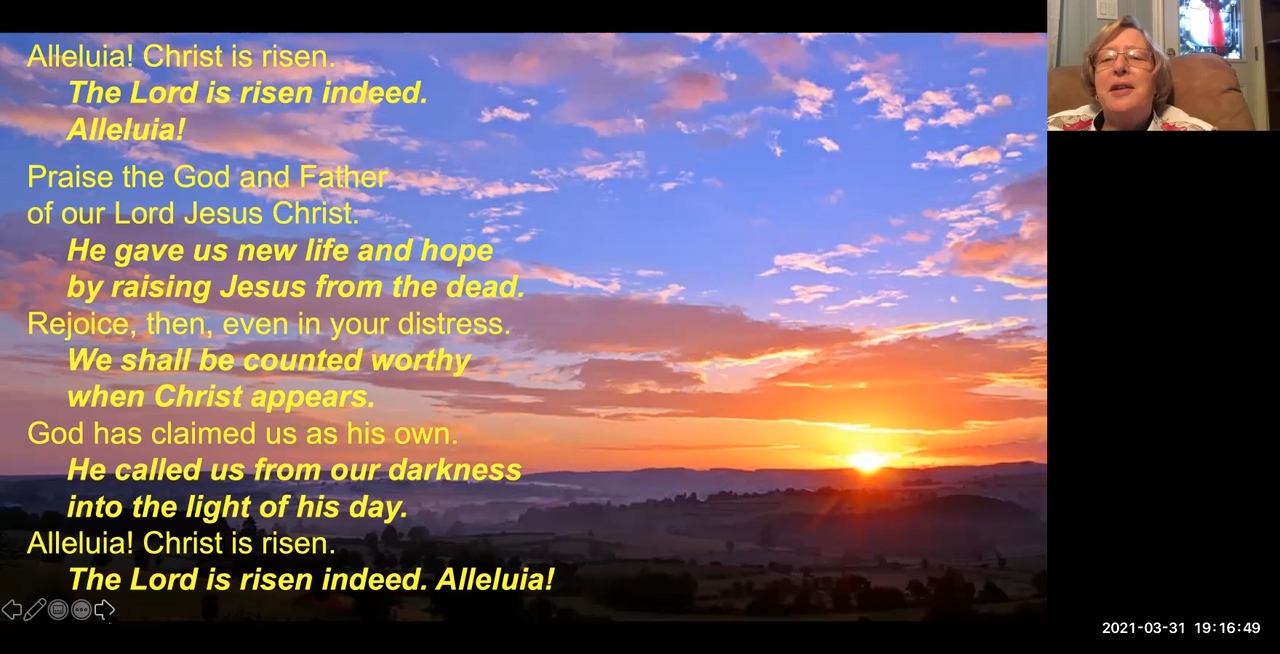 Alleluia! Christ is risen.
The Lord is risen indeed.
Alleluia!
Praise the God and Father
of our Lord Jesus Christ.
He gave us new life and hope
by raising Jesus from the dead.
Rejoice, then, even in your distress.
We shall be counted worthy
when Christ appears.
God has claimed us as his own.
He called us from our darkness
into the light of his day.
Alleluia! Christ is risen.
The Lord is risen indeed. Alleluia!
2021-03-31 19:16:49